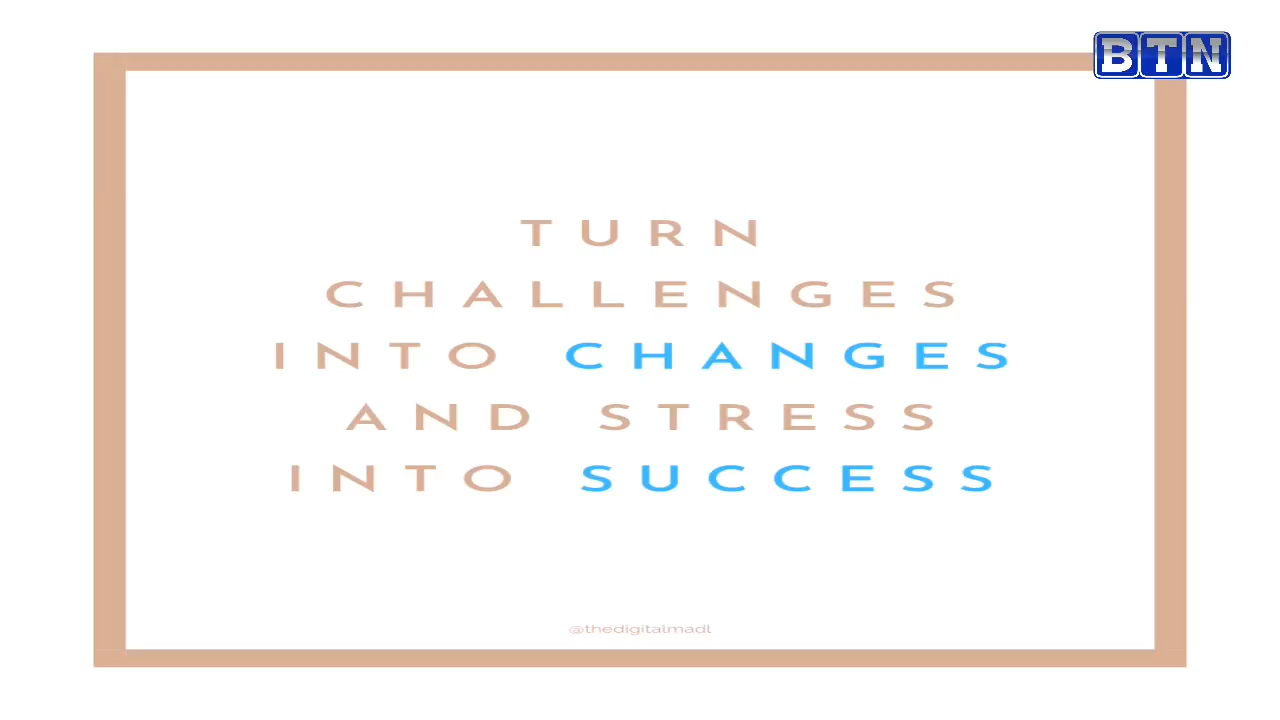 BTN
TURN
CHALLENGES
INTO CHANGES
AND STRESS
INTO SUCCESS
@thedigitalmadl